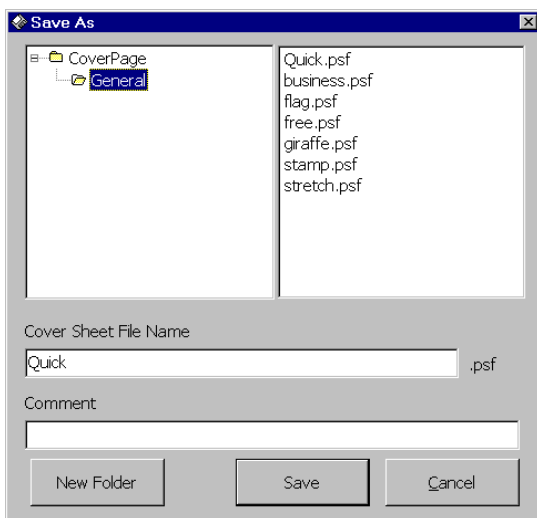 Save As
CoverPage
General
Quick.psf
business.psf
flag.psf
free.psf
giraffe.psf
stamp.psf
stretch.psf
Cover Sheet File Name
Quick
.psf
Comment
New Folder
Save
Cancel